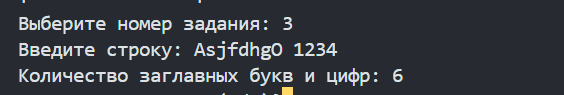 Выберите номер задания: 3
Введите строку: AsjfdhgO 1234
Количество заглавных букв и цифр: 6